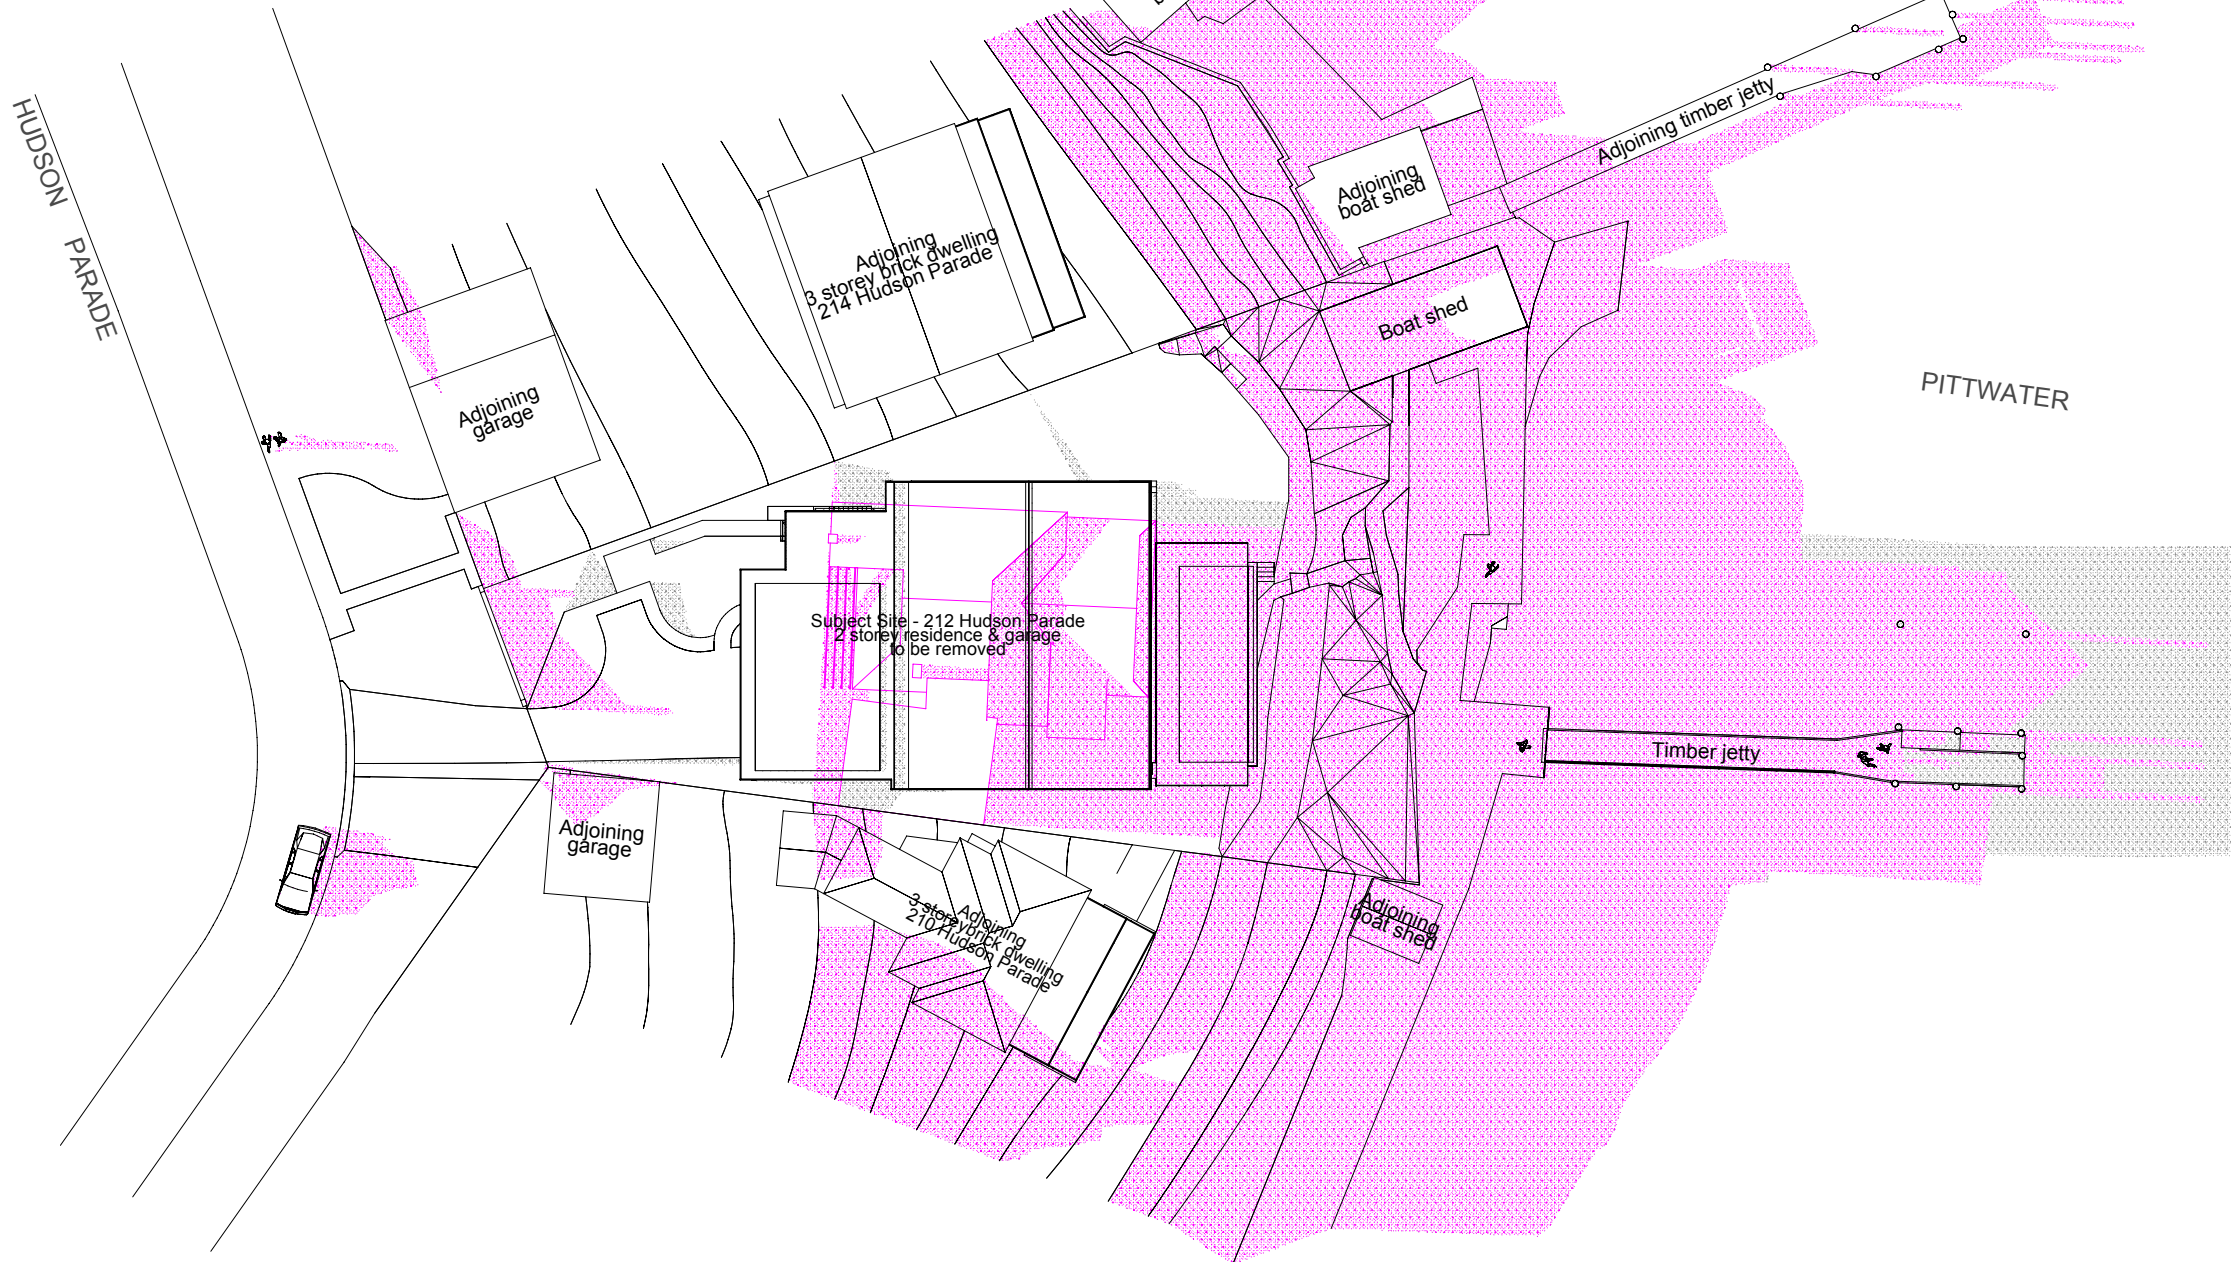 HUDSON PARADE
Adjoining timber jetty
Adjoining
boat shed
Adjoining
3 storey brick dwelling
214 Hudson Parade
Boat shed
PITTWATER
Adjoining
garage
Subject Site - 212 Hudson Parade
2 storey residence & garage
to be removed
Timber jetty
Adjoining
garage
Adjoining
3 storey brick dwelling
210 Hudson Parade
Adjoining
boat shed